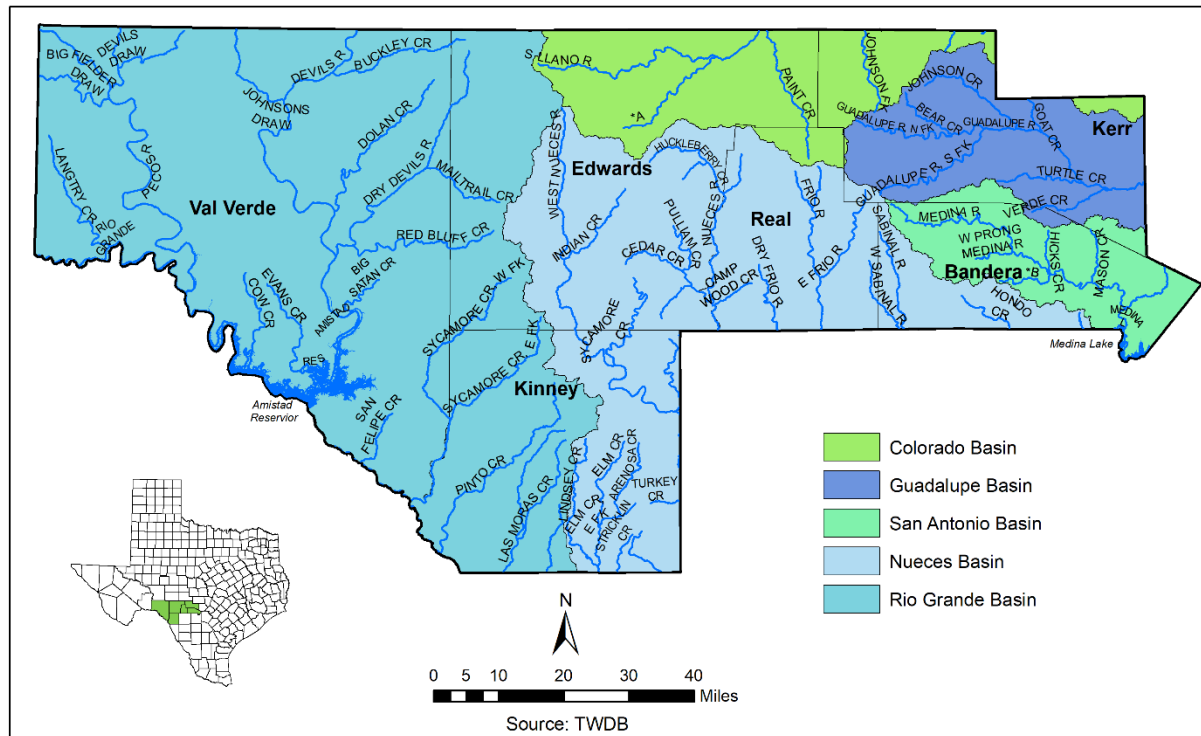 BIG FIELDER
DRAW
DEVILS
DRAW
DEVILS R
BUCKLEY CR
JOHNSONS
DRAW
DOLAN CR
LANGTRY CR
RIO
GRANDE
PECOS R
Val Verde
DRY DEVILS R
MAILTRAIL CR
RED BLUFF CR
BIG
SATAN CR
EVANS CR
COW CR
AMISTAD
RES
SYCAMORE CR, W FK
SYCAMORE CR, E FK
SAN
FELIPE CR
Amistad
Reservior
Kinney
PINTO CR
LAS MORAS CR
LINDSEY CR
ELM CR
ELM CR
E FK
STRICKLIN
CR
ARENOSA CR
TURKEY
CR
S LLANO R
*A
PAINT CR
JOHNSON FK
WEST NUECES R
Edwards
HUCKLEBERRY CR
INDIAN CR
PULLIAM CR
NUECES R
CEDAR CR
CAMP
WOOD CR
SYCAMORE
CR
Real
DRY FRIO R
FRIO R
E FRIO R
SABINAL R
W SABINAL R
JOHNSON CR
BEAR CR
GUADALUPE R, N FK
GUADALUPE R
GUADALUPE R, S FK
GOAT CR
Kerr
TURTLE CR
VERDE CR
MEDINA R
W PRONG
MEDINA R
Bandera
*B
HICKS CR
MASON CR
HONDO
CR
MEDINA
Medina Lake
Colorado Basin
Guadalupe Basin
San Antonio Basin
Nueces Basin
Rio Grande Basin
N
0 5 10 20 30 40
Miles
Source: TWDB